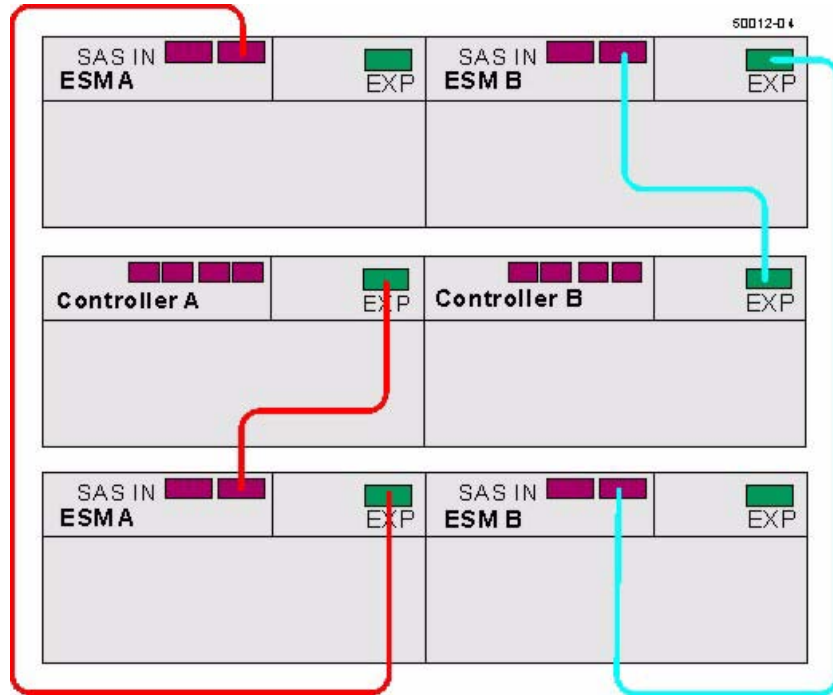 50012-04
SAS IN
ESM A
EXP
SAS IN
ESM B
EXP
Controller A
EXP
Controller B
EXP
SAS IN
ESM A
EXP
SAS IN
ESM B
EXP